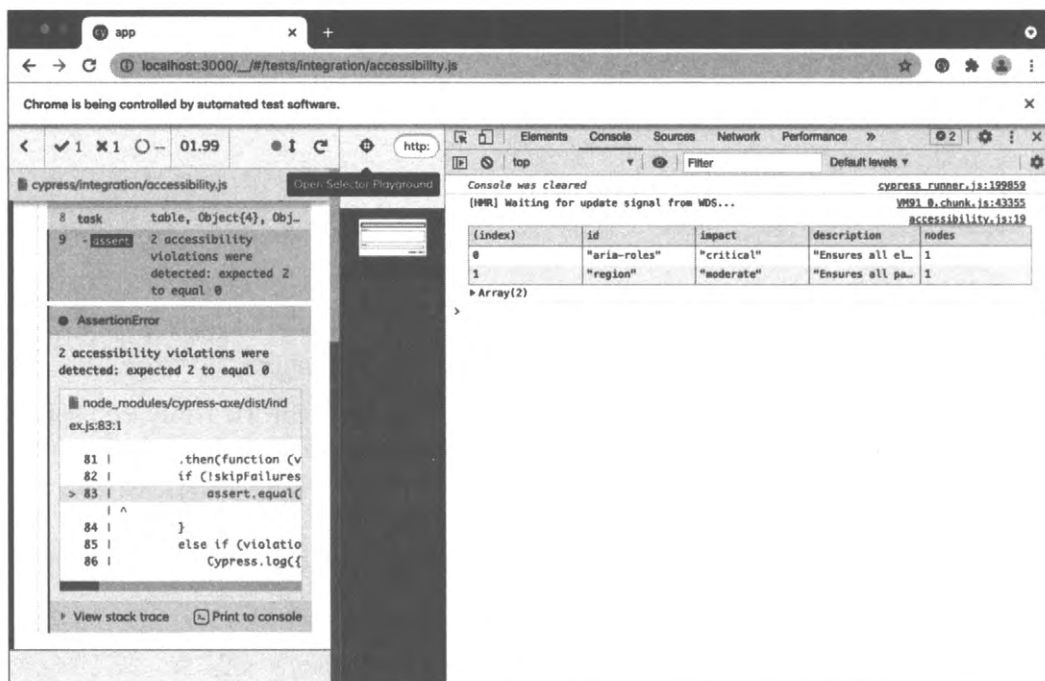 app
localhost:3000/__/#/tests/integration/accessibility.js
Chrome is being controlled by automated test software.
1 1 -- 01.99 http:
cypress/integration/accessibility.js
Open Selector Playground
8 task table, Object{4}, Obj…
9 -assert 2 accessibility
violations were
detected: expected 2
to equal 0
AssertionError
2 accessibility violations were
detected: expected 2 to equal 0
node_modules/cypress-axe/dist/ind
ex.js:83:1
81 | .then(function (v
82 | if (!skipFailures
> 83 | assert.equal(
| ^
84 | }
85 | else if (violatio
86 | Cypress.log({
View stack trace Print to console
Elements Console Sources Network Performance » 2
top Filter Default levels ▼
Console was cleared cypress_runner.js:199859
[HMR] Waiting for update signal from WDS... VM91 0.chunk.js:43355
accessibility.js:19
(index) id impact description nodes
0 "aria-roles" "critical" "Ensures all el… 1
1 "region" "moderate" "Ensures all pa… 1
▶Array(2)
>